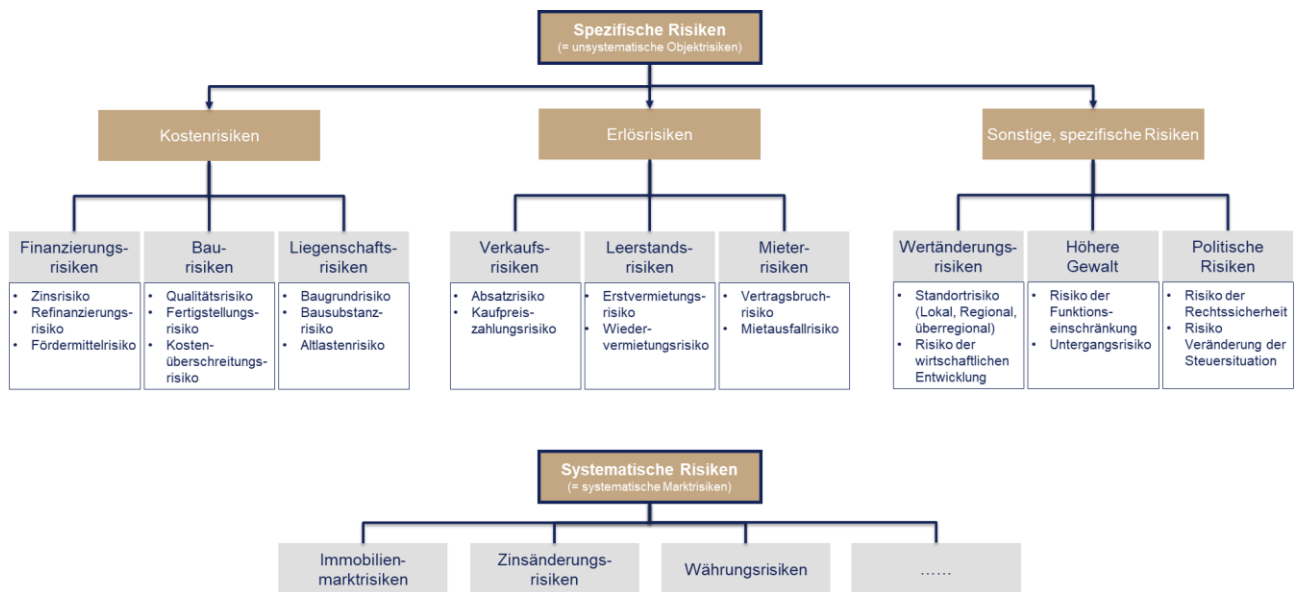 Spezifische Risiken
(= unsystematische Objektrisiken)
Kostenrisiken
Erlösrisiken
Sonstige, spezifische Risiken
Finanzierungs-
risiken
• Zinsrisiko
• Refinanzierungs-
risiko
• Fördermittelrisiko
Bau-
risiken
• Qualitätsrisiko
• Fertigstellungs-
risiko
• Kosten-
überschreitungs-
risiko
Liegenschafts-
risiken
• Baugrundrisiko
• Bausubstanz-
risiko
• Altlastenrisiko
Verkaufs-
risiken
• Absatzrisiko
• Kaufpreis-
zahlungsrisiko
Leerstands-
risiken
• Erstvermietungs-
risiko
• Wieder-
vermietungsrisiko
Mieter-
risiken
• Vertragsbruch-
risiko
• Mietausfallrisiko
Wertänderungs-
risiken
• Standortrisiko
(Lokal, Regional,
überregional)
• Risiko der
wirtschaftlichen
Entwicklung
Höhere
Gewalt
• Risiko der
Funktions-
einschränkung
• Untergangsrisiko
Politische
Risiken
• Risiko der
Rechtssicherheit
• Risiko
Veränderung der
Steuersituation
Systematische Risiken
(= systematische Marktrisiken)
Immobilien-
marktrisiken
Zinsänderungs-
risiken
Währungsrisiken
……